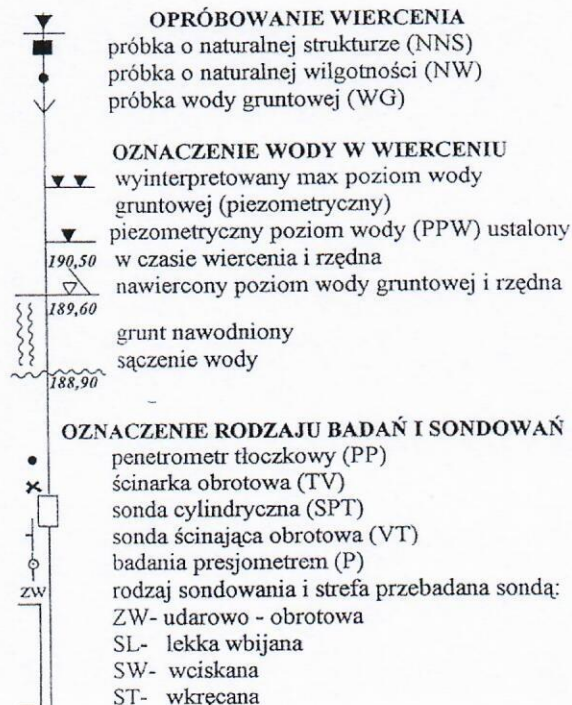 OPRÓBOWANIE WIERCENIA
próbka o naturalnej strukturze (NNS)
próbka o naturalnej wilgotności (NW)
próbka wody gruntowej (WG)
OZNACZENIE WODY W WIERCENIU
wyinterpretowany max poziom wody
gruntowej (piezometryczny)
piezometryczny poziom wody (PPW) ustalony
190,50 w czasie wiercenia i rzędna
nawiercony poziom wody gruntowej i rzędna
189,60
grunt nawodniony
sączenie wody
188,90
OZNACZENIE RODZAJU BADAŃ I SONDOWAŃ
penetrometr tłoczkowy (PP)
ścinarka obrotowa (TV)
sonda cylindryczna (SPT)
sonda ścinająca obrotowa (VT)
badania presjometrem (P)
ZW rodzaj sondowania i strefa przebadana sondą:
ZW- udarowo - obrotowa
SL- lekka wbijana
SW- wciskana
ST- wkręcana